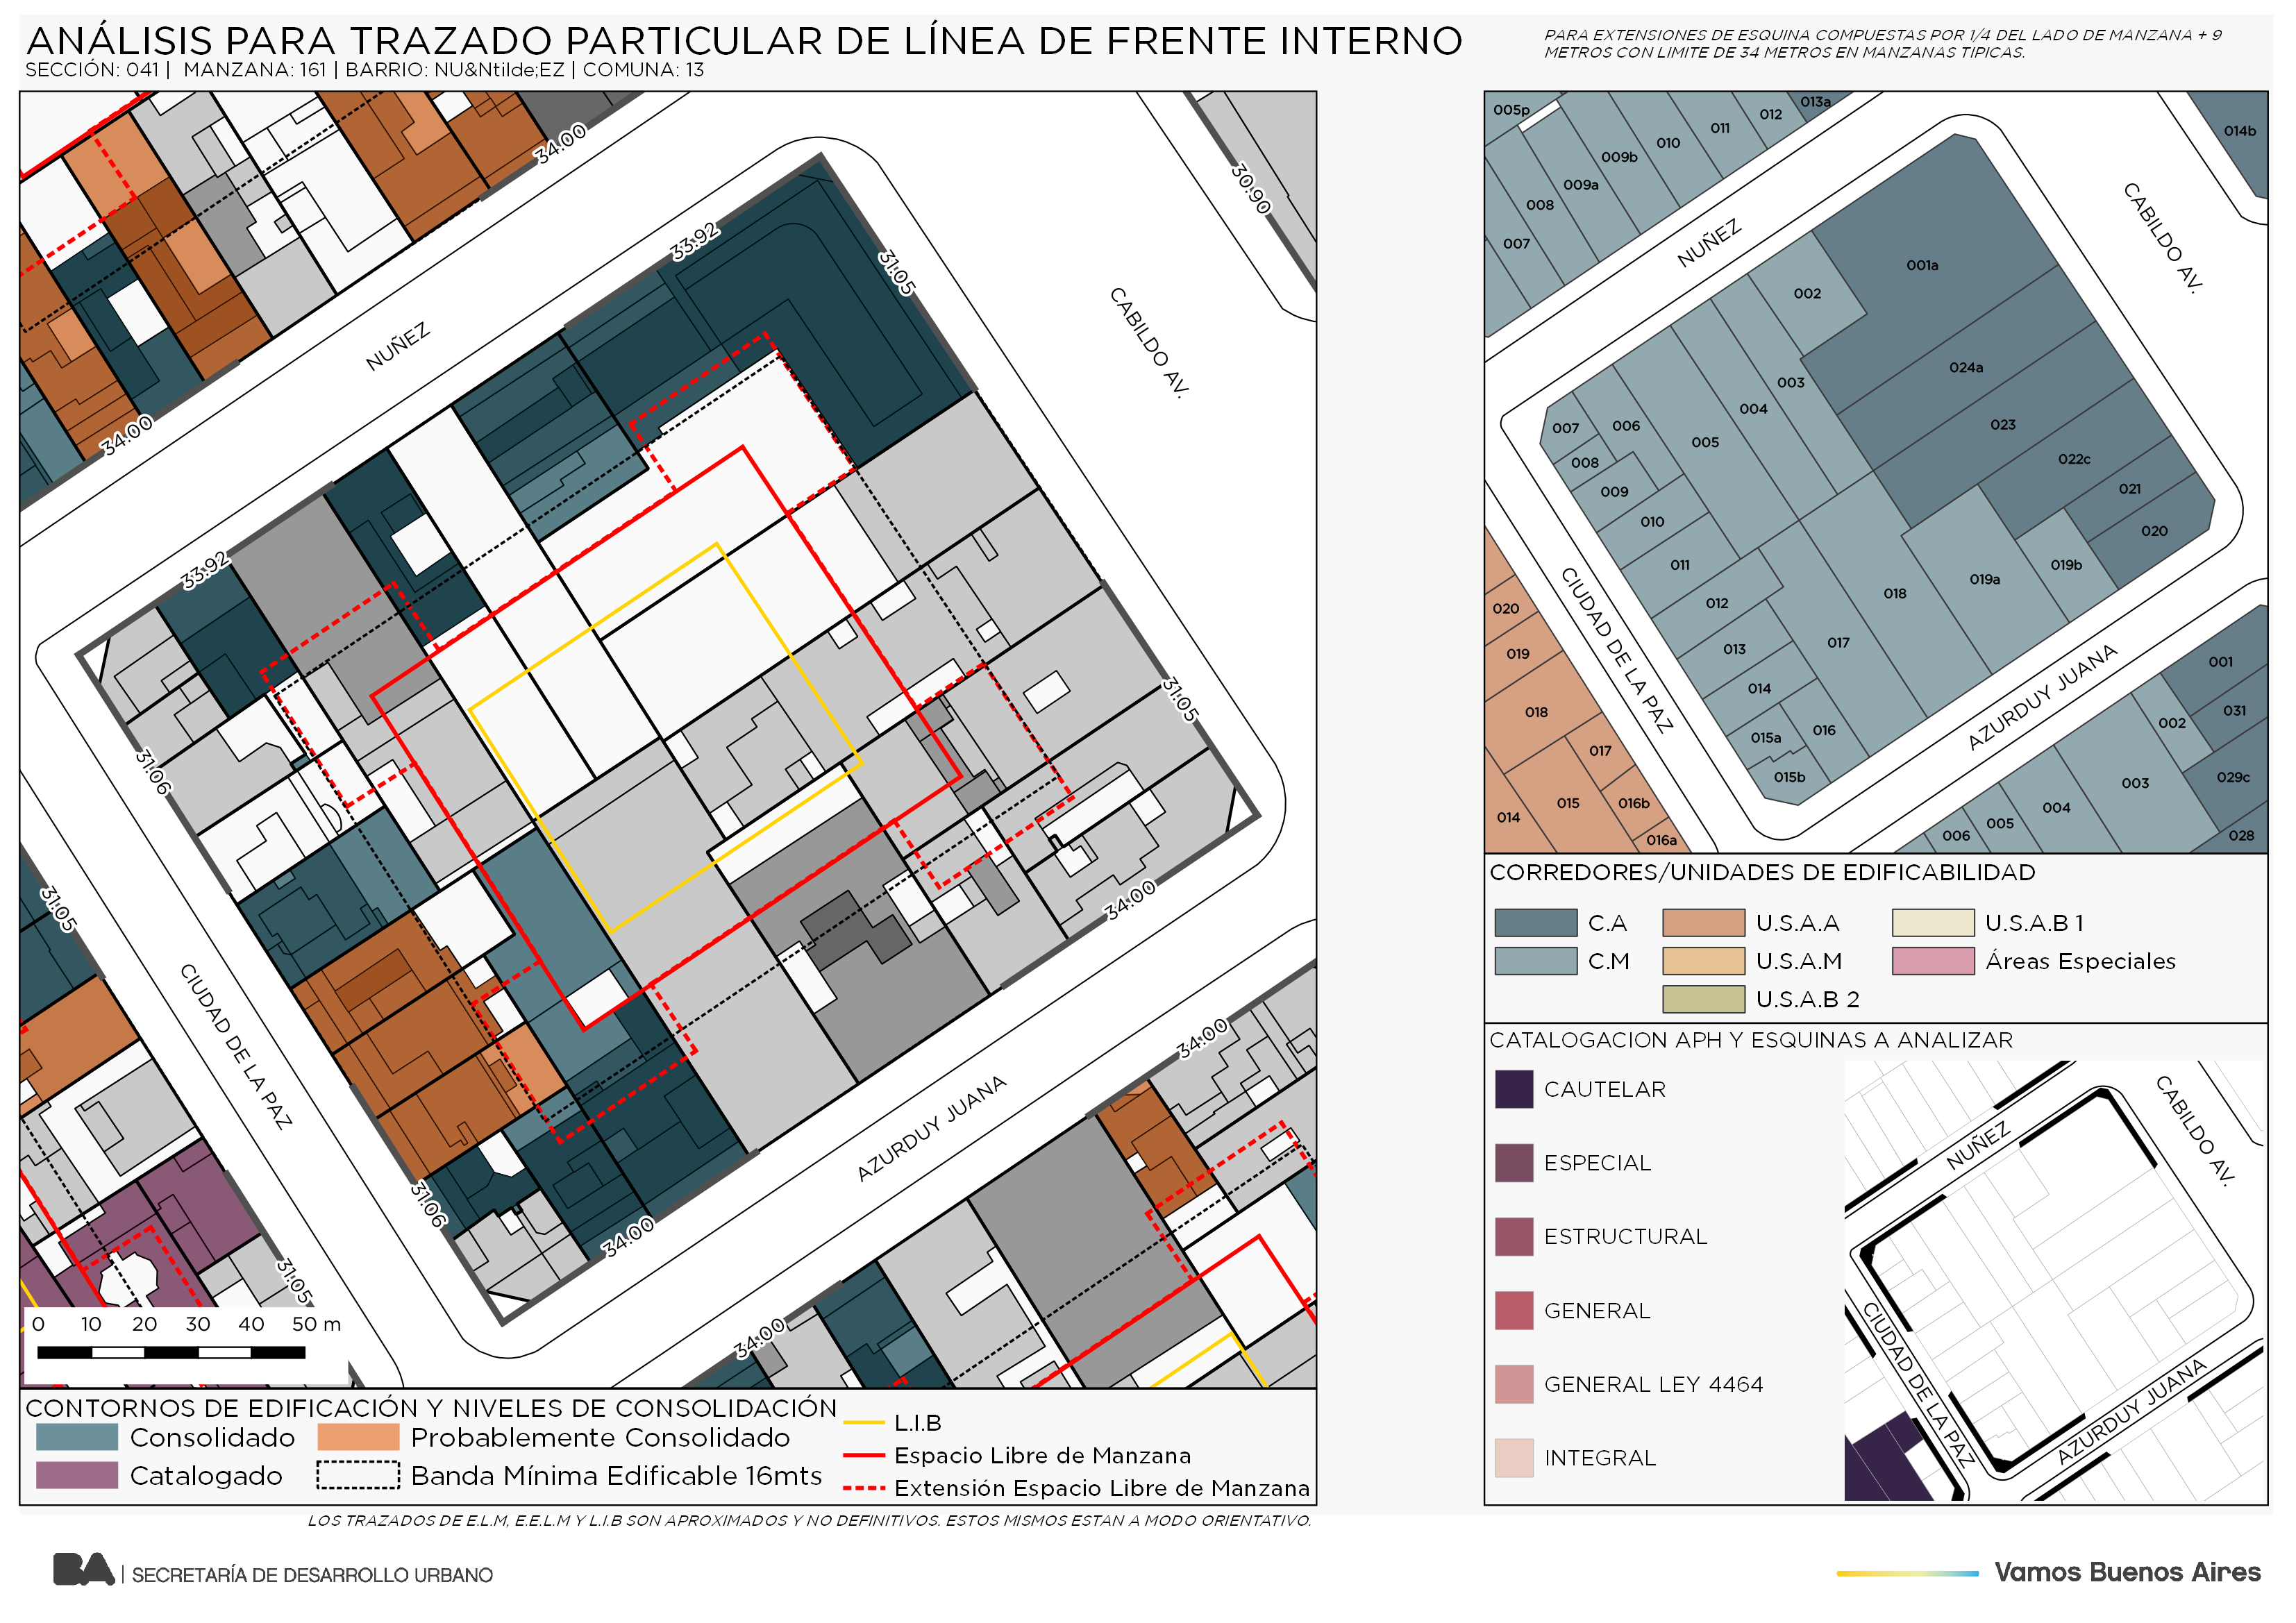 ANÁLISIS PARA TRAZADO PARTICULAR DE LÍNEA DE FRENTE INTERNO
SECCIÓN: 041 | MANZANA: 161 | BARRIO: NU&Ntilde;EZ | COMUNA: 13
PARA EXTENSIONES DE ESQUINA COMPUESTAS POR 1/4 DEL LADO DE MANZANA + 9
METROS CON LIMITE DE 34 METROS EN MANZANAS TIPICAS.
34.00
30.90
33.92
31.05
NUÑEZ
CABILDO AV.
34.00
33.92
31.06
31.05
31.05
34.00
CIUDAD DE LA PAZ
31.06
34.00
AZURDUY JUANA
34.00
31.05
34.00
0 10 20 30 40 50 m
CONTORNOS DE EDIFICACIÓN Y NIVELES DE CONSOLIDACIÓN
Consolidado
Probablemente Consolidado
Catalogado
Banda Mínima Edificable 16mts
L.I.B
Espacio Libre de Manzana
Extensión Espacio Libre de Manzana
LOS TRAZADOS DE E.L.M, E.E.L.M Y L.I.B SON APROXIMADOS Y NO DEFINITIVOS. ESTOS MISMOS ESTAN A MODO ORIENTATIVO.
005p
013a
012
011
010
009b
009a
008
007
014b
NUÑEZ
CABILDO AV.
001a
002
003
004
005
006
007
008
009
010
011
012
013
014
015a
015b
016
017
018
019a
019b
020
021
022c
023
024a
CIUDAD DE LA PAZ
AZURDUY JUANA
020
019
018
017
016b
016a
015
014
001
031
002
029c
003
004
005
006
028
CORREDORES/UNIDADES DE EDIFICABILIDAD
C.A
U.S.A.A
U.S.A.B 1
C.M
U.S.A.M
Áreas Especiales
U.S.A.B 2
CATALOGACION APH Y ESQUINAS A ANALIZAR
CAUTELAR
ESPECIAL
ESTRUCTURAL
GENERAL
GENERAL LEY 4464
INTEGRAL
NUÑEZ
CABILDO AV.
CIUDAD DE LA PAZ
AZURDUY JUANA
BA | SECRETARÍA DE DESARROLLO URBANO
Vamos Buenos Aires